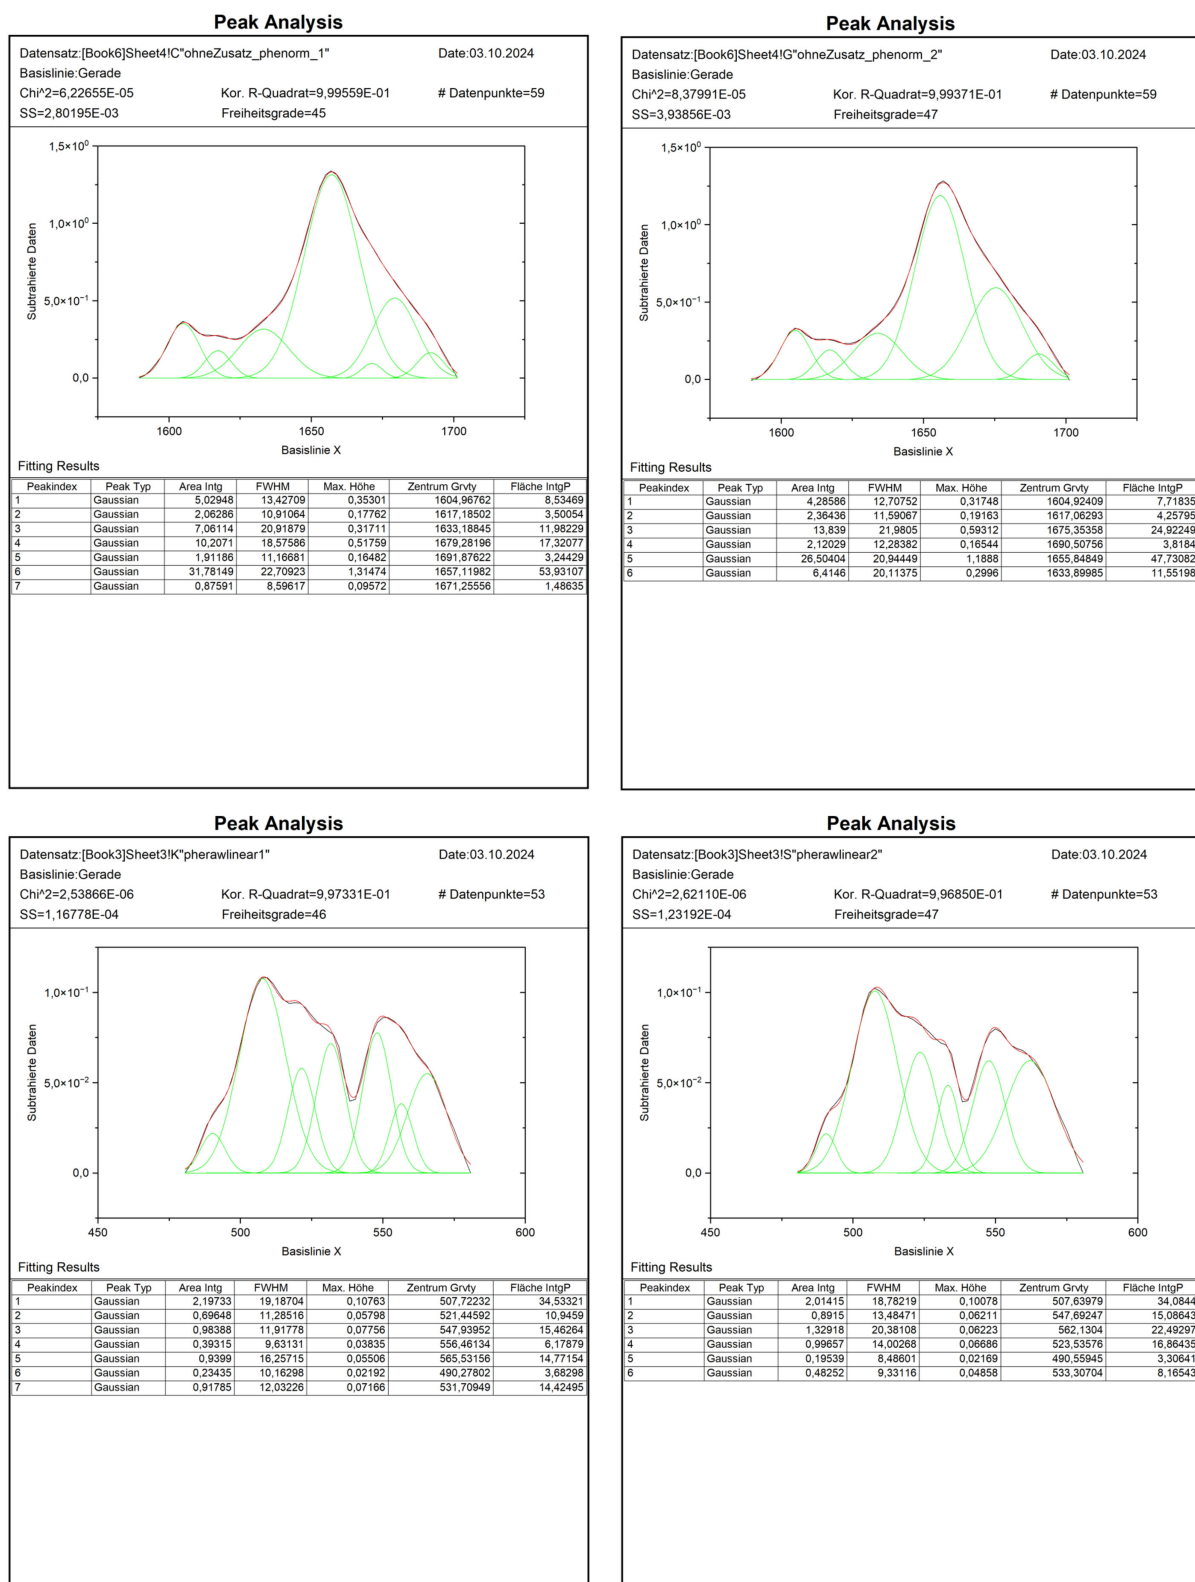 Peak Analysis
Datensatz:[Book6]Sheet4!C"ohneZusatz_phenorm_1" Date:03.10.2024
Basislinie:Gerade
Chi^2=6,22655E-05 Kor. R-Quadrat=9,99559E-01 # Datenpunkte=59
SS=2,80195E-03 Freiheitsgrade=45
1,5×10⁰
1,0×10⁰
5,0×10⁻¹
0,0
Subtrahierte Daten
1600 1650 1700
Basislinie X
Fitting Results
Peakindex Peak Typ Area Intg FWHM Max. Höhe Zentrum Grvty Fläche IntgP
1 Gaussian 5,02948 13,42709 0,35301 1604,96762 8,53469
2 Gaussian 2,06286 10,91064 0,17762 1617,18502 3,50054
3 Gaussian 7,06114 20,91879 0,31711 1633,18845 11,98229
4 Gaussian 10,2071 18,57586 0,51759 1679,28196 17,32077
5 Gaussian 1,91186 11,16681 0,16482 1691,87622 3,24429
6 Gaussian 31,78149 22,70923 1,31474 1657,11982 53,93107
7 Gaussian 0,87591 8,59617 0,09572 1671,25556 1,48635
Peak Analysis
Datensatz:[Book6]Sheet4!G"ohneZusatz_phenorm_2" Date:03.10.2024
Basislinie:Gerade
Chi^2=8,37991E-05 Kor. R-Quadrat=9,99371E-01 # Datenpunkte=59
SS=3,93856E-03 Freiheitsgrade=47
1,5×10⁰
1,0×10⁰
5,0×10⁻¹
0,0
Subtrahierte Daten
1600 1650 1700
Basislinie X
Fitting Results
Peakindex Peak Typ Area Intg FWHM Max. Höhe Zentrum Grvty Fläche IntgP
1 Gaussian 4,28586 12,70752 0,31748 1604,92409 7,71835
2 Gaussian 2,36436 11,59067 0,19163 1617,06293 4,25795
3 Gaussian 13,839 21,9805 0,59312 1675,35358 24,92249
4 Gaussian 2,12029 12,28382 0,16544 1690,50756 3,8184
5 Gaussian 26,50404 20,94449 1,1888 1655,84849 47,73082
6 Gaussian 6,4146 20,11375 0,2996 1633,89985 11,55198
Peak Analysis
Datensatz:[Book3]Sheet3!K"pherawlinear1" Date:03.10.2024
Basislinie:Gerade
Chi^2=2,53866E-06 Kor. R-Quadrat=9,97331E-01 # Datenpunkte=53
SS=1,16778E-04 Freiheitsgrade=46
1,0×10⁻¹
5,0×10⁻²
0,0
Subtrahierte Daten
450 500 550 600
Basislinie X
Fitting Results
Peakindex Peak Typ Area Intg FWHM Max. Höhe Zentrum Grvty Fläche IntgP
1 Gaussian 2,19733 19,18704 0,10763 507,72232 34,53321
2 Gaussian 0,69648 11,28516 0,05798 521,44592 10,9459
3 Gaussian 0,98388 11,91778 0,07756 547,93952 15,46264
4 Gaussian 0,39315 9,63131 0,03835 556,46134 6,17879
5 Gaussian 0,9399 16,25715 0,05506 565,53156 14,77154
6 Gaussian 0,23435 10,16298 0,02192 490,27802 3,68298
7 Gaussian 0,91785 12,03226 0,07166 531,70949 14,42495
Peak Analysis
Datensatz:[Book3]Sheet3!S"pherawlinear2" Date:03.10.2024
Basislinie:Gerade
Chi^2=2,62110E-06 Kor. R-Quadrat=9,96850E-01 # Datenpunkte=53
SS=1,23192E-04 Freiheitsgrade=47
1,0×10⁻¹
5,0×10⁻²
0,0
Subtrahierte Daten
450 500 550 600
Basislinie X
Fitting Results
Peakindex Peak Typ Area Intg FWHM Max. Höhe Zentrum Grvty Fläche IntgP
1 Gaussian 2,01415 18,78219 0,10078 507,63979 34,0844
2 Gaussian 0,8915 13,48471 0,06211 547,69247 15,08643
3 Gaussian 1,32918 20,38108 0,06223 562,1304 22,49297
4 Gaussian 0,99657 14,00268 0,06686 523,53576 16,86435
5 Gaussian 0,19539 8,48601 0,02169 490,55945 3,30641
6 Gaussian 0,48252 9,33116 0,04858 533,30704 8,16543